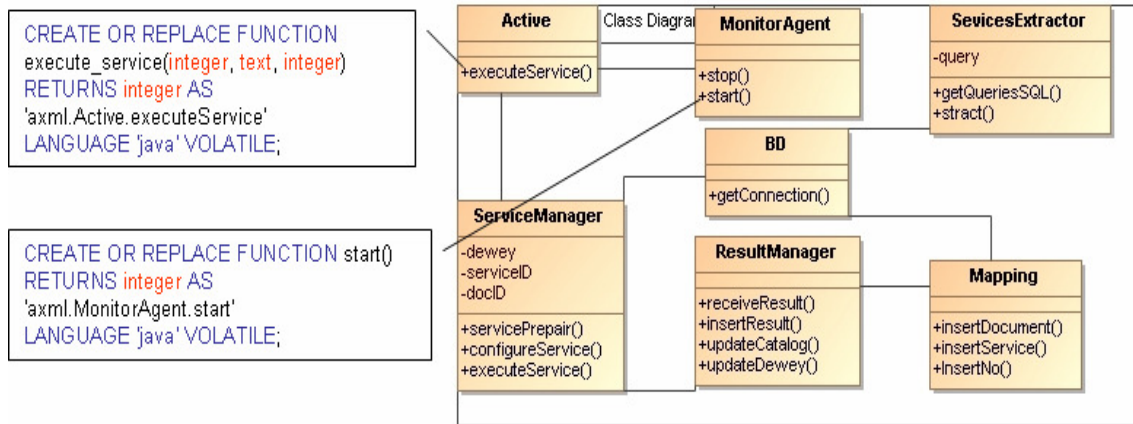 CREATE OR REPLACE FUNCTION
execute_service(integer, text, integer)
RETURNS integer AS
'axml.Active.executeService'
LANGUAGE 'java' VOLATILE;
CREATE OR REPLACE FUNCTION start()
RETURNS integer AS
'axml.MonitorAgent.start'
LANGUAGE 'java' VOLATILE;
Active
+executeService()
Class Diagra
MonitorAgent
+stop()
+start()
SevicesExtractor
-query
+getQueriesSQL()
+stract()
BD
+getConnection()
ServiceManager
-dewey
-serviceID
-docID
+servicePrepair()
+configureService()
+executeService()
ResultManager
+receiveResult()
+insertResult()
+updateCatalog()
+updateDewey()
Mapping
+insertDocument()
+insertService()
+InsertNo()